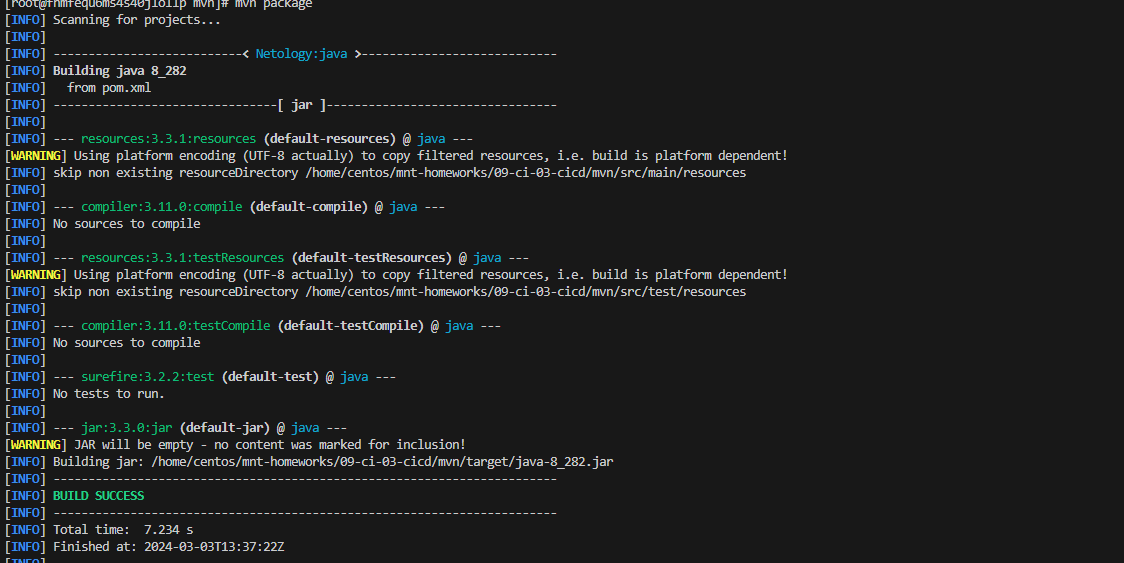 [root@fhmfequ6ms4s40jlollp mvn]# mvn package
[INFO] Scanning for projects...
[INFO]
[INFO] ---------------------------< Netology:java >----------------------------
[INFO] Building java 8_282
[INFO]   from pom.xml
[INFO] --------------------------------[ jar ]---------------------------------
[INFO]
[INFO] --- resources:3.3.1:resources (default-resources) @ java ---
[WARNING] Using platform encoding (UTF-8 actually) to copy filtered resources, i.e. build is platform dependent!
[INFO] skip non existing resourceDirectory /home/centos/mnt-homeworks/09-ci-03-cicd/mvn/src/main/resources
[INFO]
[INFO] --- compiler:3.11.0:compile (default-compile) @ java ---
[INFO] No sources to compile
[INFO]
[INFO] --- resources:3.3.1:testResources (default-testResources) @ java ---
[WARNING] Using platform encoding (UTF-8 actually) to copy filtered resources, i.e. build is platform dependent!
[INFO] skip non existing resourceDirectory /home/centos/mnt-homeworks/09-ci-03-cicd/mvn/src/test/resources
[INFO]
[INFO] --- compiler:3.11.0:testCompile (default-testCompile) @ java ---
[INFO] No sources to compile
[INFO]
[INFO] --- surefire:3.2.2:test (default-test) @ java ---
[INFO] No tests to run.
[INFO]
[INFO] --- jar:3.3.0:jar (default-jar) @ java ---
[WARNING] JAR will be empty - no content was marked for inclusion!
[INFO] Building jar: /home/centos/mnt-homeworks/09-ci-03-cicd/mvn/target/java-8_282.jar
[INFO] ------------------------------------------------------------------------
[INFO] BUILD SUCCESS
[INFO] ------------------------------------------------------------------------
[INFO] Total time:  7.234 s
[INFO] Finished at: 2024-03-03T13:37:22Z
[INFO]